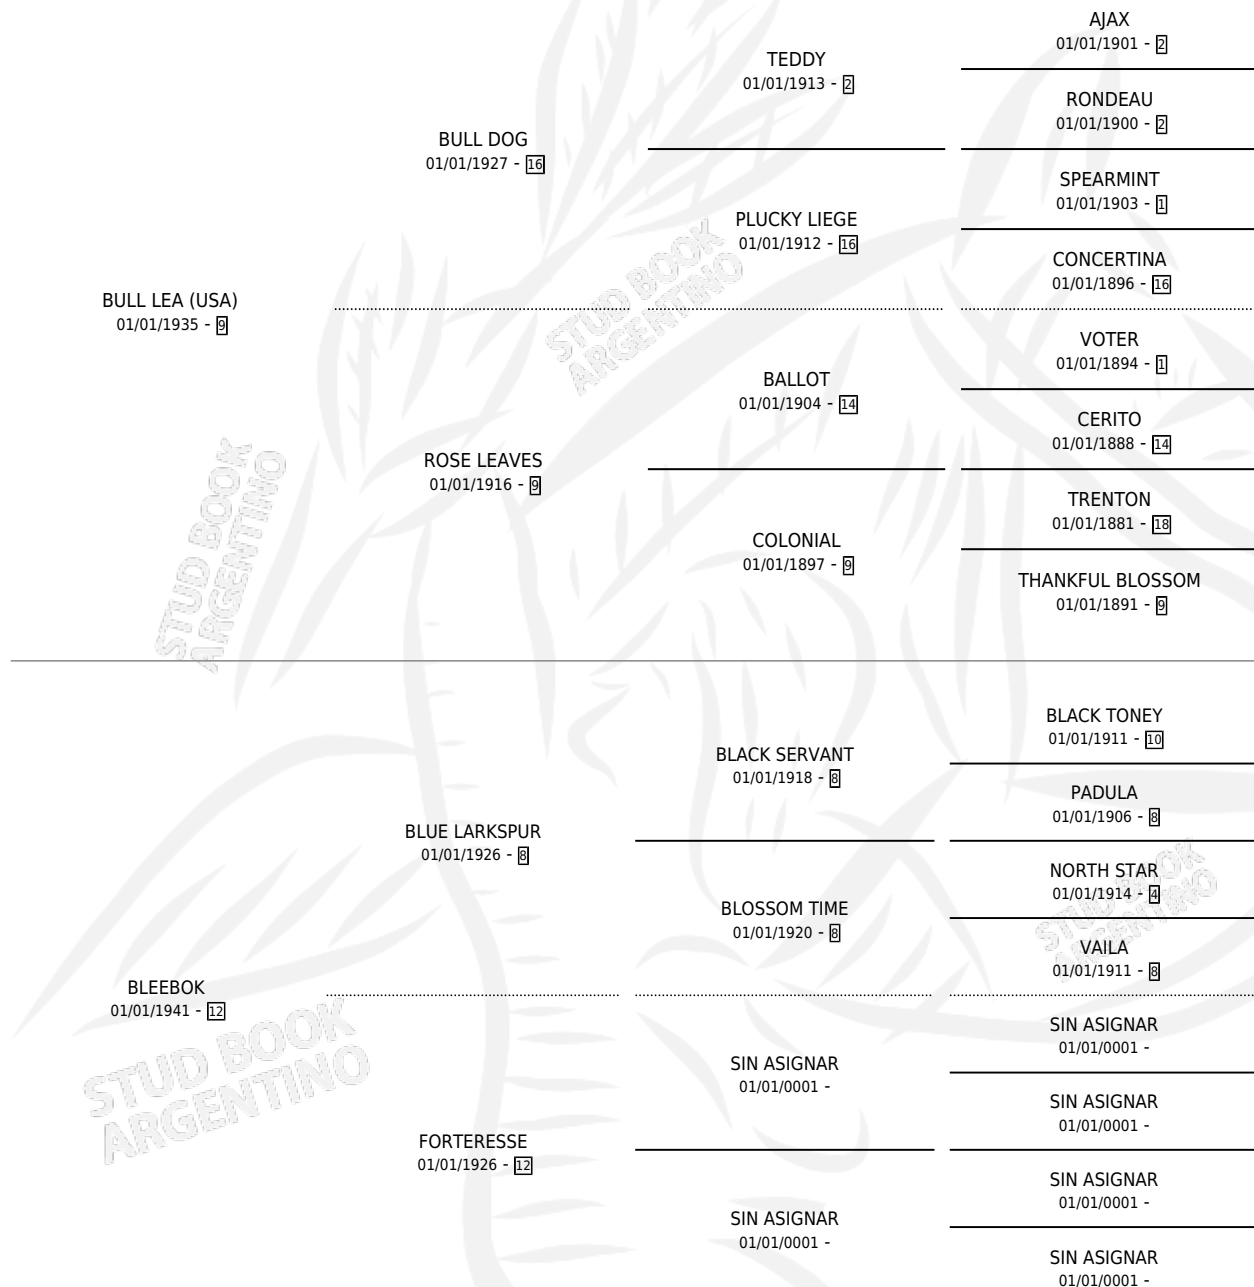 AJAX
01/01/1901 - 2
TEDDY
01/01/1913 - 2
RONDEAU
01/01/1900 - 2
BULL DOG
01/01/1927 - 16
SPEARMINT
01/01/1903 - 1
PLUCKY LIEGE
01/01/1912 - 16
CONCERTINA
01/01/1896 - 16
BULL LEA (USA)
01/01/1935 - 9
VOTER
01/01/1894 - 1
BALLOT
01/01/1904 - 14
CERITO
01/01/1888 - 14
ROSE LEAVES
01/01/1916 - 9
TRENTON
01/01/1881 - 18
COLONIAL
01/01/1897 - 9
THANKFUL BLOSSOM
01/01/1891 - 9
BLACK TONEY
01/01/1911 - 10
BLACK SERVANT
01/01/1918 - 8
PADULA
01/01/1906 - 8
BLUE LARKSPUR
01/01/1926 - 8
NORTH STAR
01/01/1914 - 4
BLOSSOM TIME
01/01/1920 - 8
VAILA
01/01/1911 - 8
BLEEBOK
01/01/1941 - 12
SIN ASIGNAR
01/01/0001 -
SIN ASIGNAR
01/01/0001 -
SIN ASIGNAR
01/01/0001 -
FORTERESSE
01/01/1926 - 12
SIN ASIGNAR
01/01/0001 -
SIN ASIGNAR
01/01/0001 -
SIN ASIGNAR
01/01/0001 -
STUD BOOK
ARGENTINO
STUD BOOK
ARGENTINO
STUD BOOK
ARGENTINO
STUD BOOK
ARGENTINO